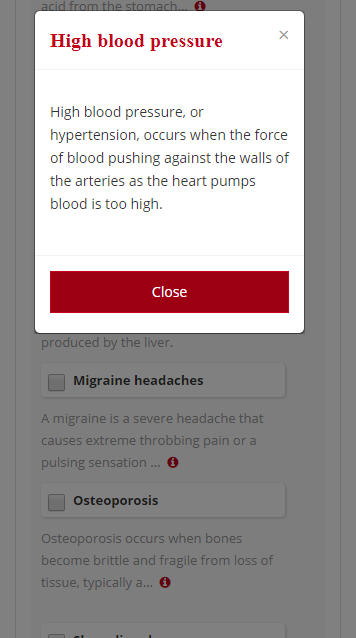 acid from the stomach...
High blood pressure ×
High blood pressure, or
hypertension, occurs when the force
of blood pushing against the walls of
the arteries as the heart pumps
blood is too high.
Close
produced by the liver.
Migraine headaches
A migraine is a severe headache that
causes extreme throbbing pain or a
pulsing sensation ...
Osteoporosis
Osteoporosis occurs when bones
become brittle and fragile from loss of
tissue, typically a...